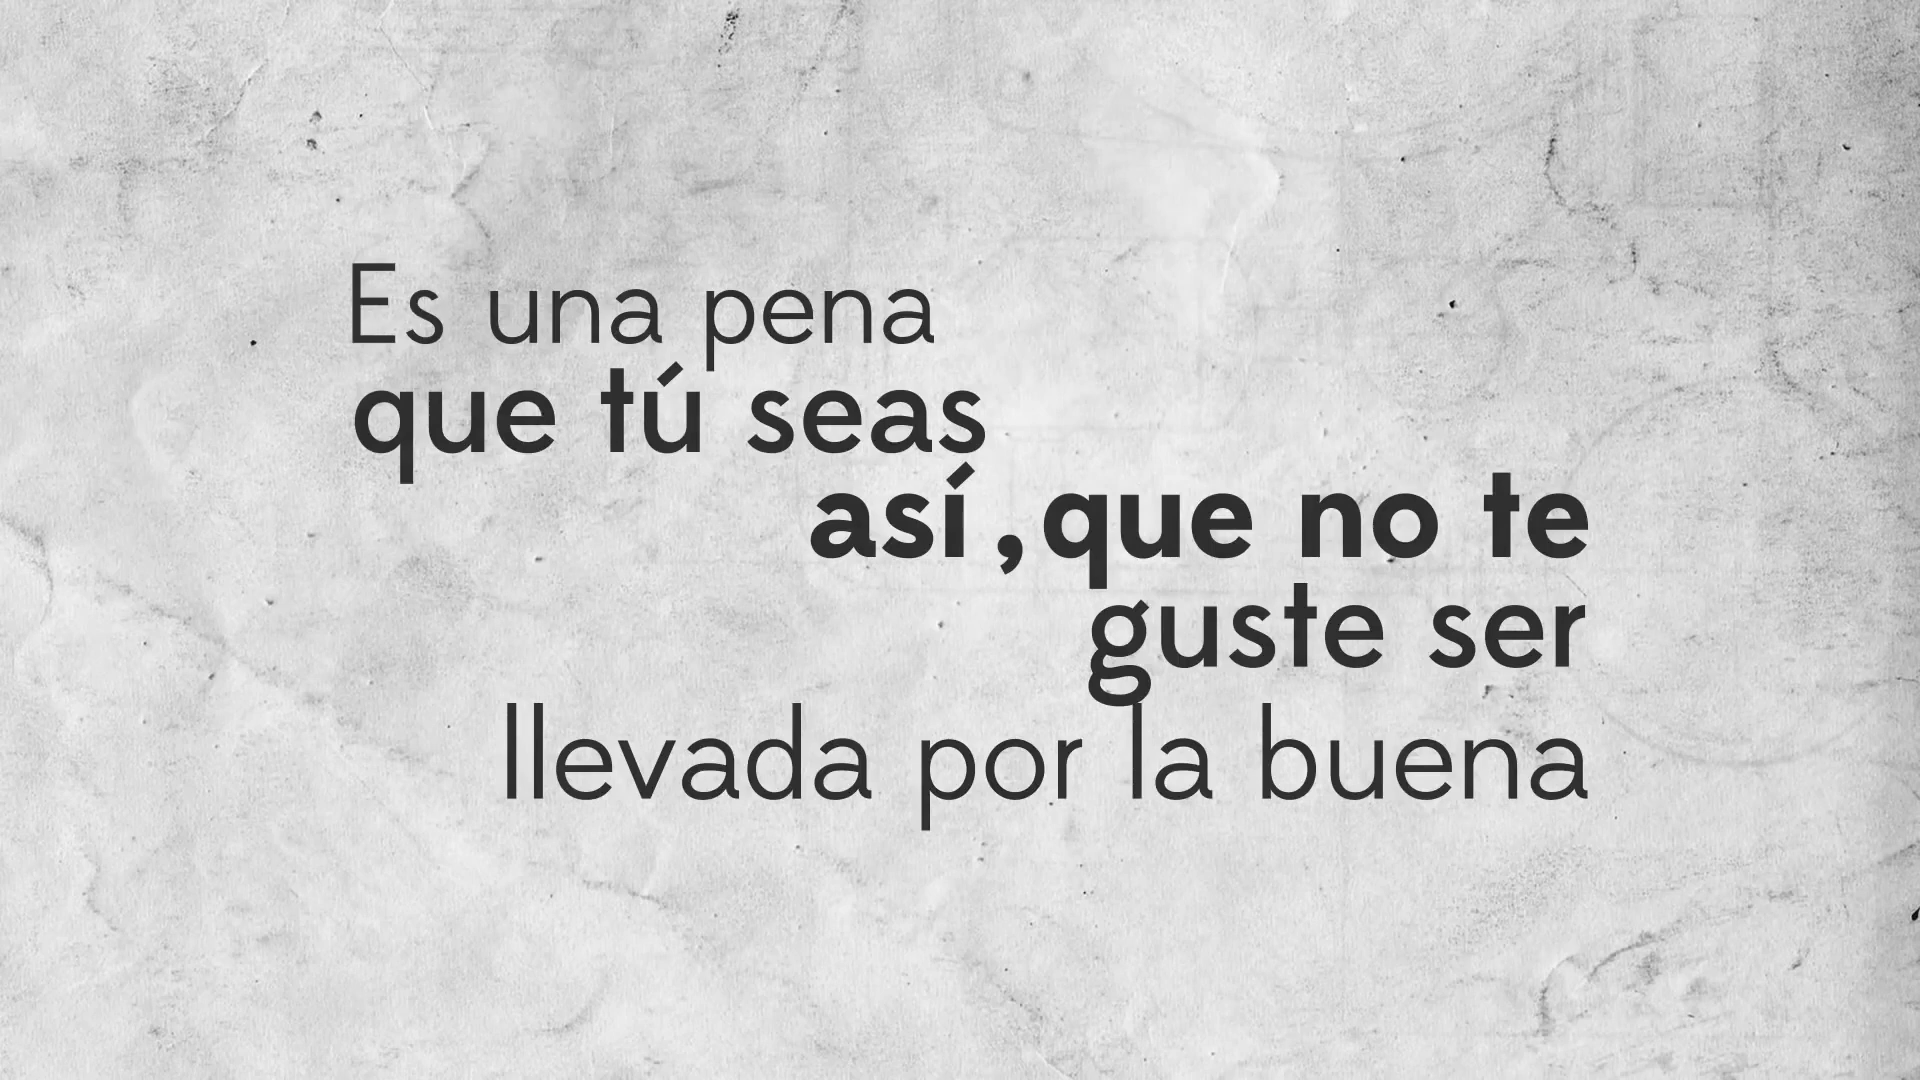 Es una pena
que tú seas
así ,que no te
guste ser
llevada por la buena